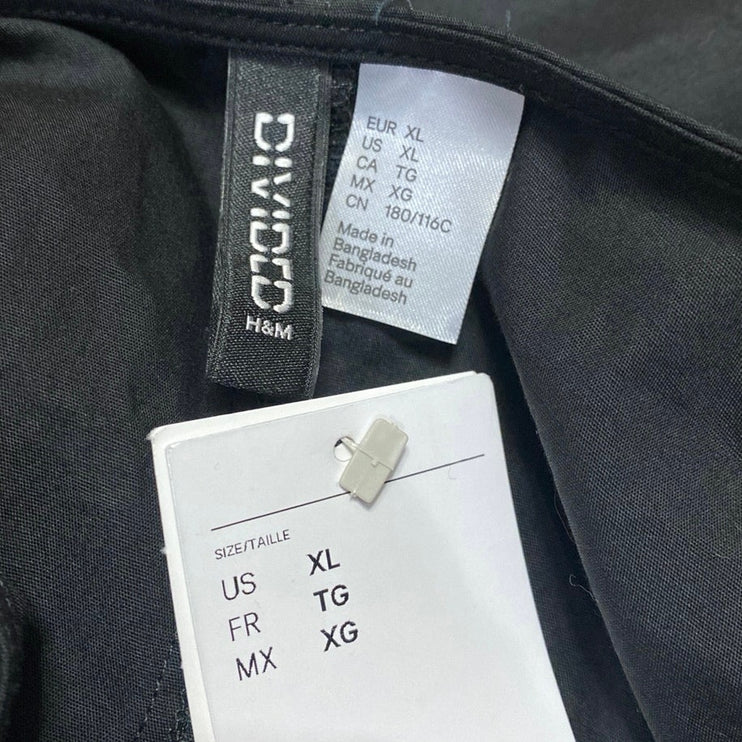 DIVIDED
H&M
EUR XL
US XL
CA TG
MX XG
CN 180/116C
Made in
Bangladesh
Fabriqué au
Bangladesh
SIZE/TAILLE
US XL
FR TG
MX XG